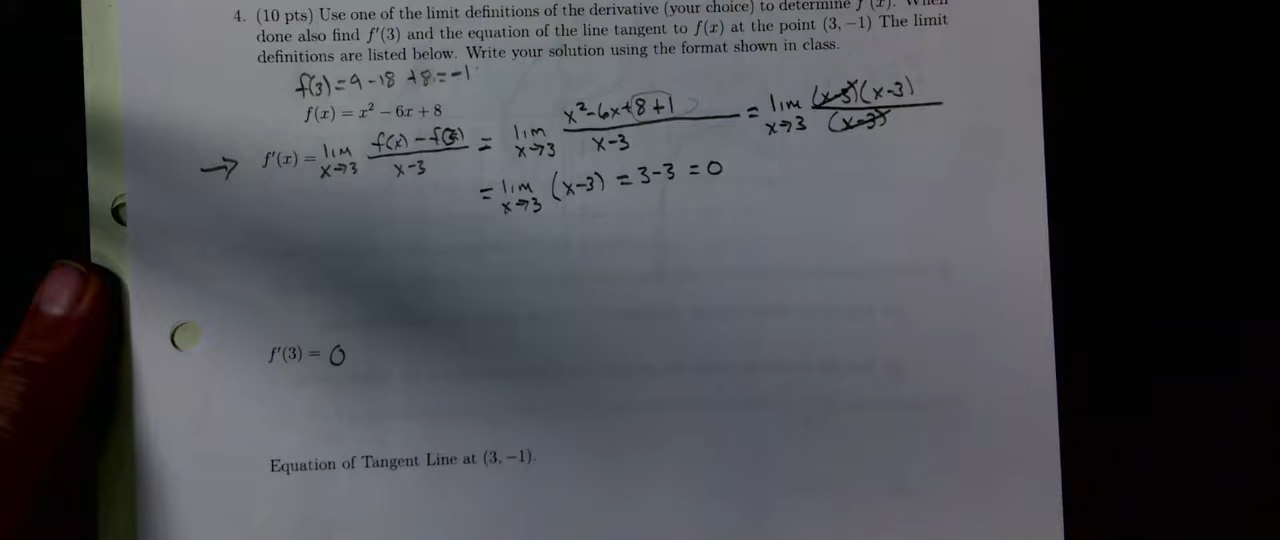 4. (10 pts) Use one of the limit definitions of the derivative (your choice) to determine f'(x). When
done also find f'(3) and the equation of the line tangent to f(x) at the point (3, −1) The limit
definitions are listed below. Write your solution using the format shown in class.
f(3) = 9 - 18 + 8 = -1
f(x) = x² − 6x + 8
→ f'(x) = lim x→3 (f(x) - f(3))/(x-3) = lim x→3 (x² - 6x + 8 + 1)/(x-3) = lim x→3 ((x-3)(x-3))/(x-3)
= lim x→3 (x-3) = 3-3 = 0
f'(3) = 0
Equation of Tangent Line at (3, −1).